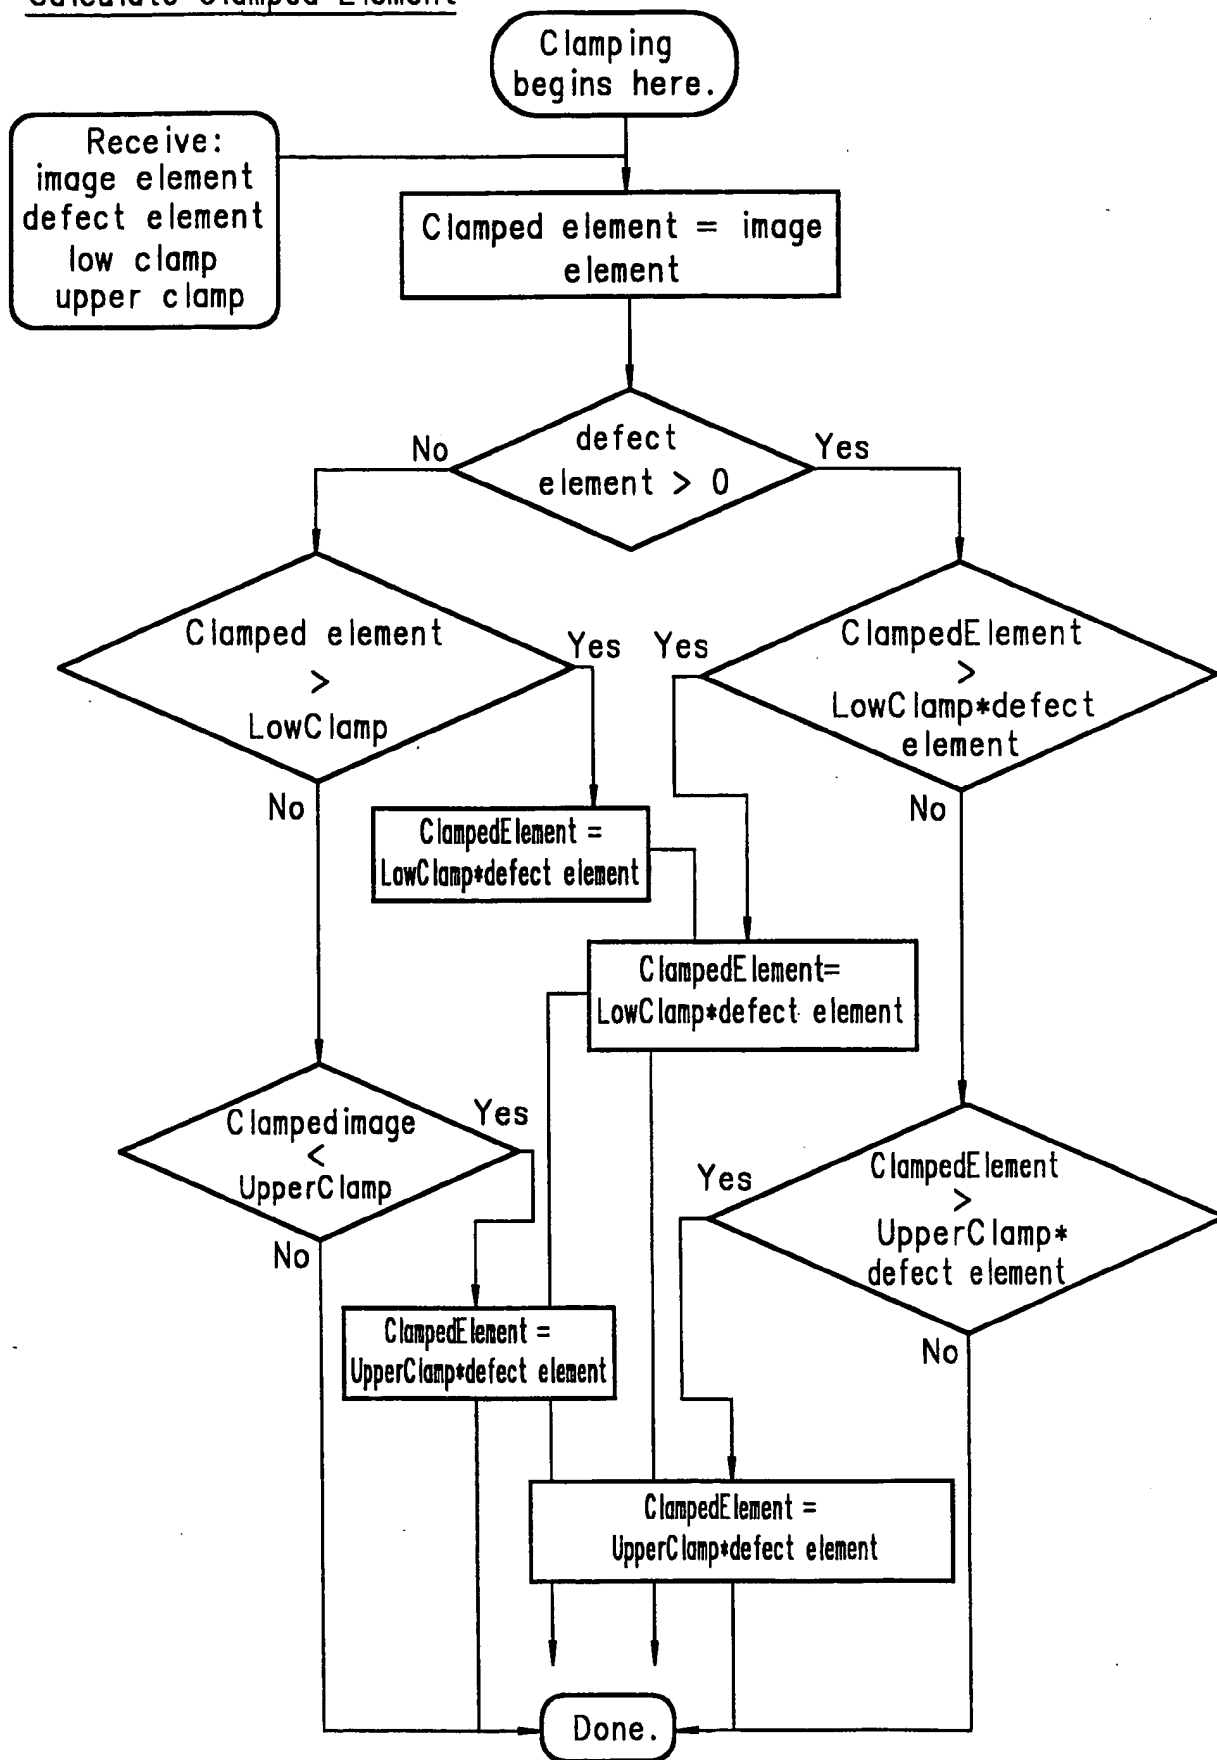 Calculate Clamped Element
Clamping
begins here.
Receive:
image element
defect element
low clamp
upper clamp
Clamped element = image
element
defect
element > 0
No
Yes
Clamped element
>
LowClamp
Yes
No
ClampedElement
>
LowClamp*defect
element
Yes
No
ClampedElement =
LowClamp*defect element
ClampedElement=
LowClamp*defect element
Clampedimage
<
UpperClamp
Yes
No
ClampedElement
>
UpperClamp*
defect element
Yes
No
ClampedElement =
UpperClamp*defect element
ClampedElement =
UpperClamp*defect element
Done.